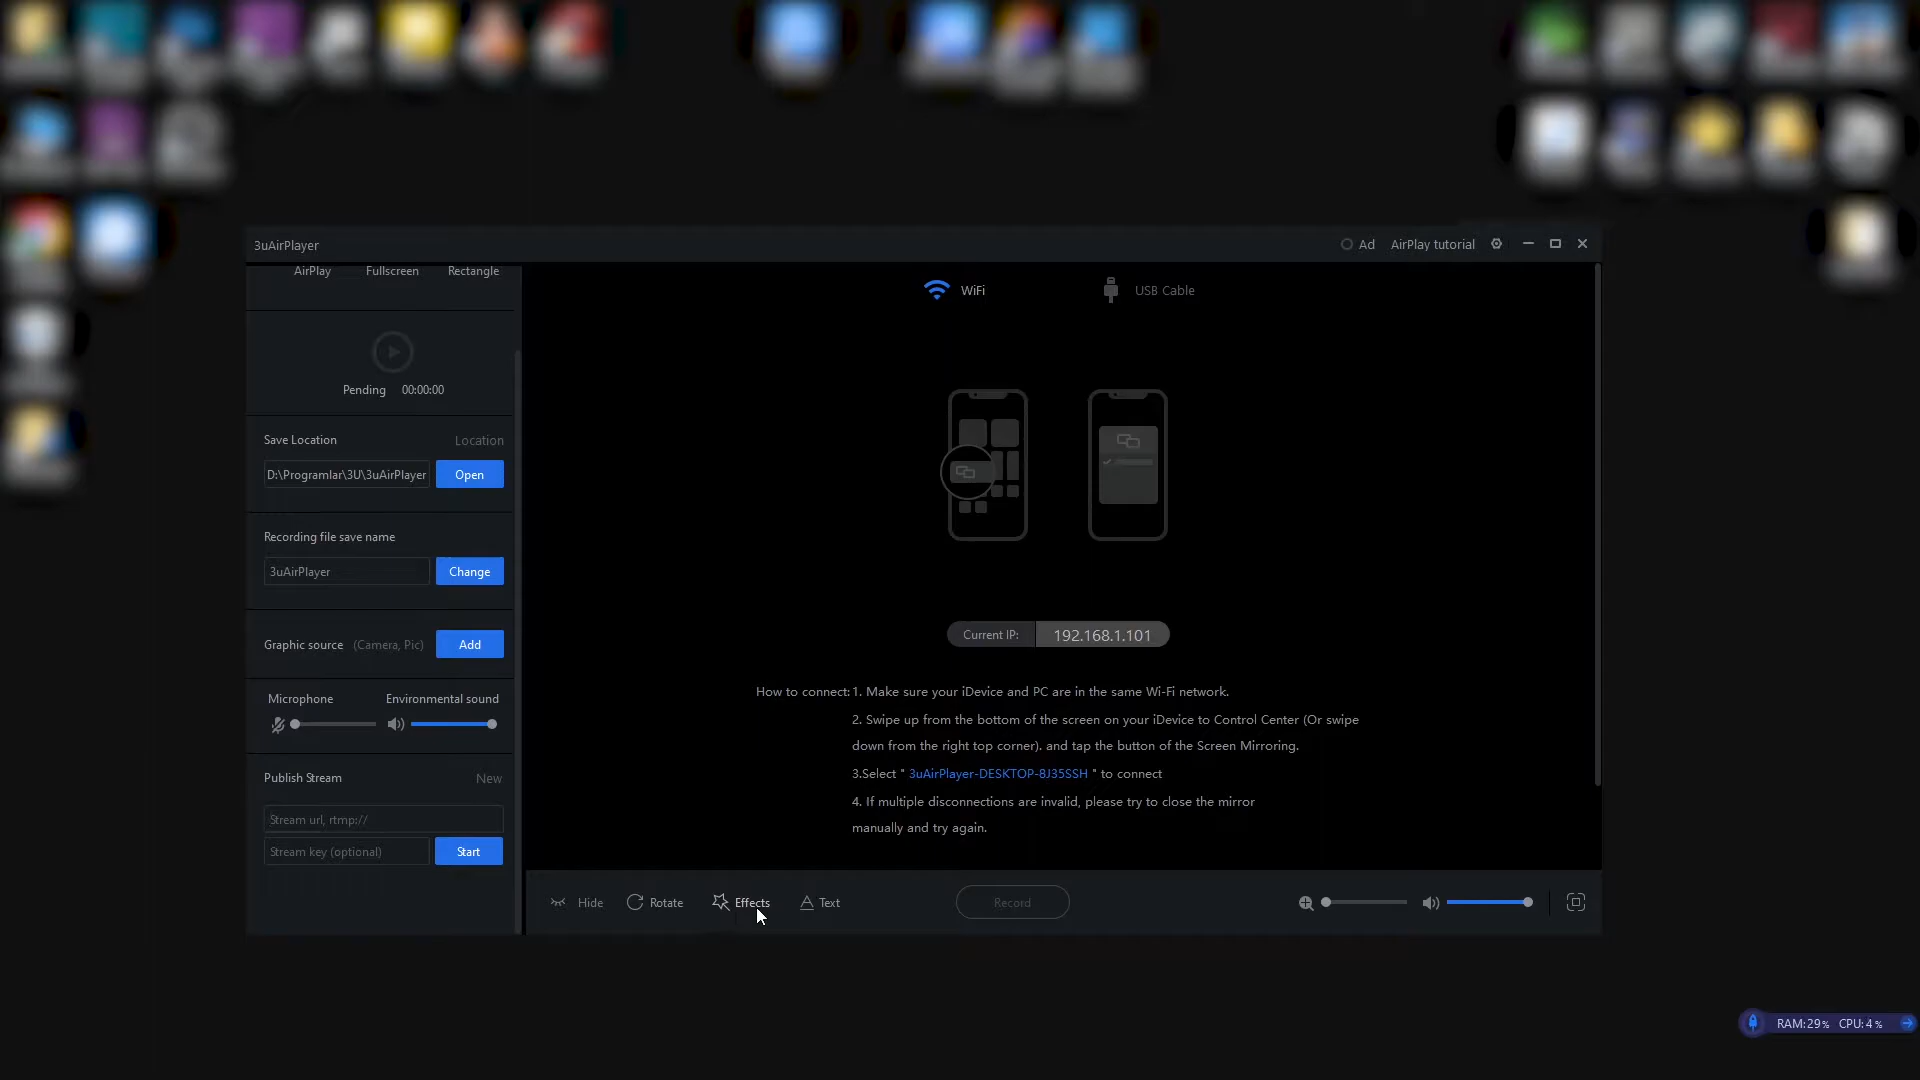 3uAirPlayer
Ad AirPlay tutorial
AirPlay Fullscreen Rectangle
WiFi USB Cable
Pending 00:00:00
Save Location Location
D:\Programlar\3U\3uAirPlayer Open
Recording file save name
3uAirPlayer Change
Graphic source (Camera, Pic) Add
Microphone Environmental sound
Publish Stream New
Stream url, rtmp://
Stream key (optional) Start
Current IP: 192.168.1.101
How to connect: 1. Make sure your iDevice and PC are in the same Wi-Fi network.
2. Swipe up from the bottom of the screen on your iDevice to Control Center (Or swipe
down from the right top corner). and tap the button of the Screen Mirroring.
3.Select " 3uAirPlayer-DESKTOP-8J35SSH " to connect
4. If multiple disconnections are invalid, please try to close the mirror
manually and try again.
Hide Rotate Effects Text Record
RAM:29% CPU:4%